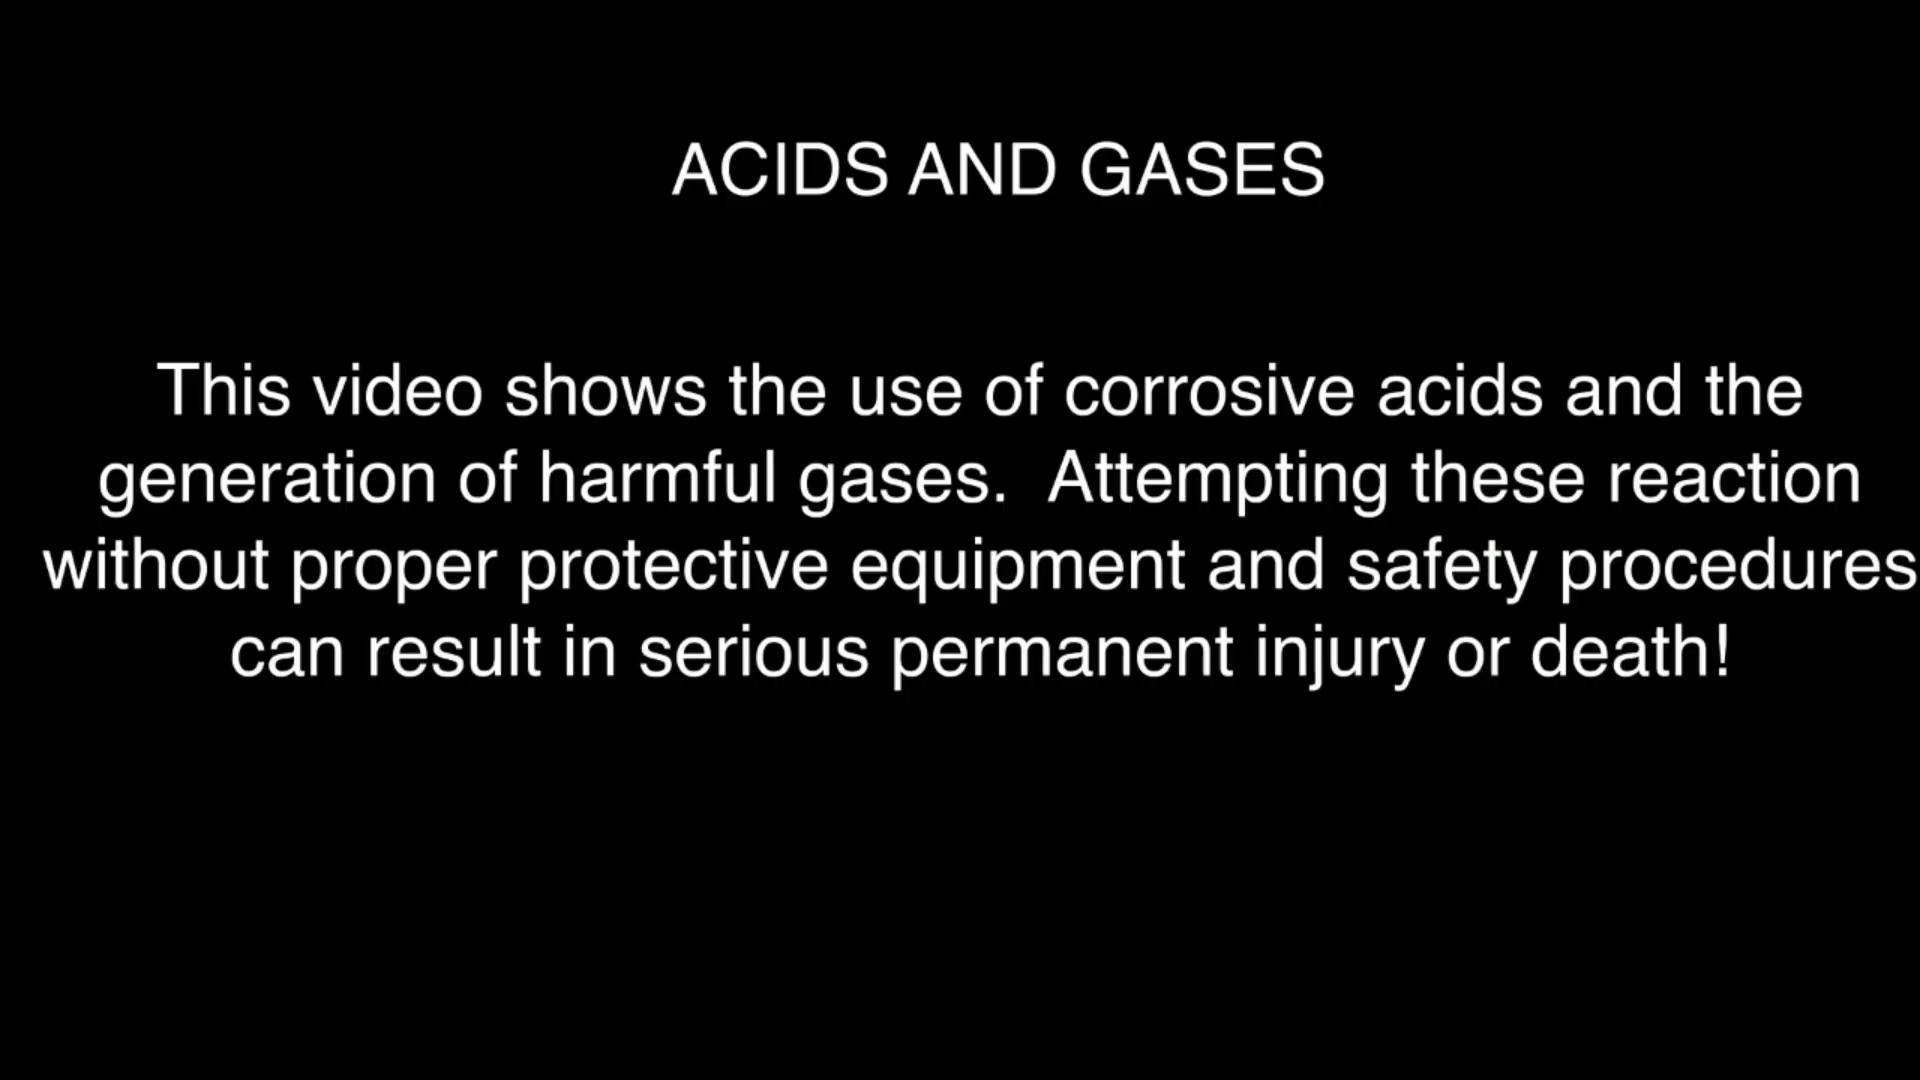 ACIDS AND GASES
This video shows the use of corrosive acids and the
generation of harmful gases.  Attempting these reaction
without proper protective equipment and safety procedures
can result in serious permanent injury or death!